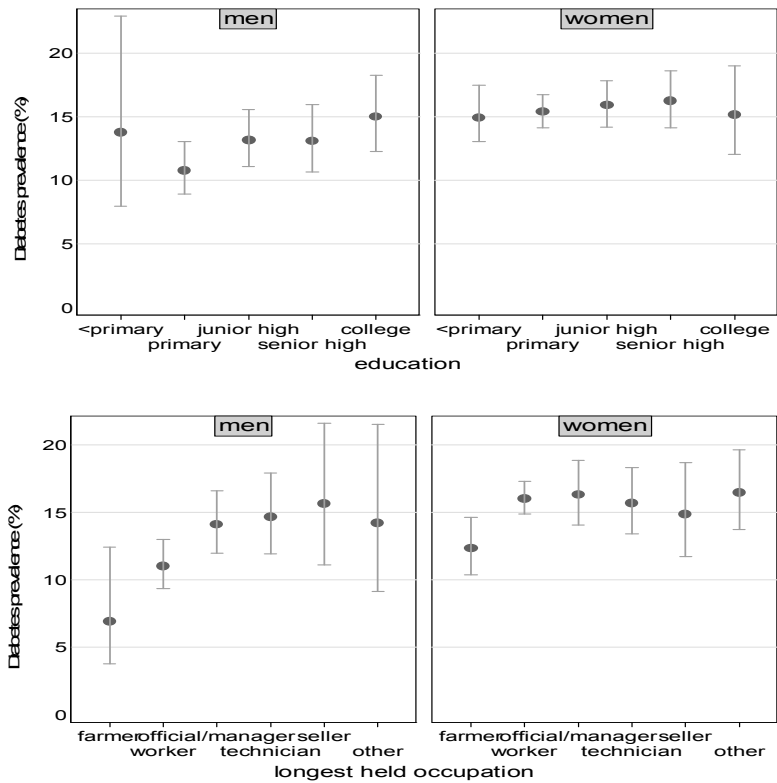 men women
20
15
10
5
0
Diabetes prevalence (%)
<primary junior high college <primary junior high college
primary senior high primary senior high
education
men women
20
15
10
5
0
Diabetes prevalence (%)
farmer official/manager seller farmer official/manager seller
worker technician other worker technician other
longest held occupation